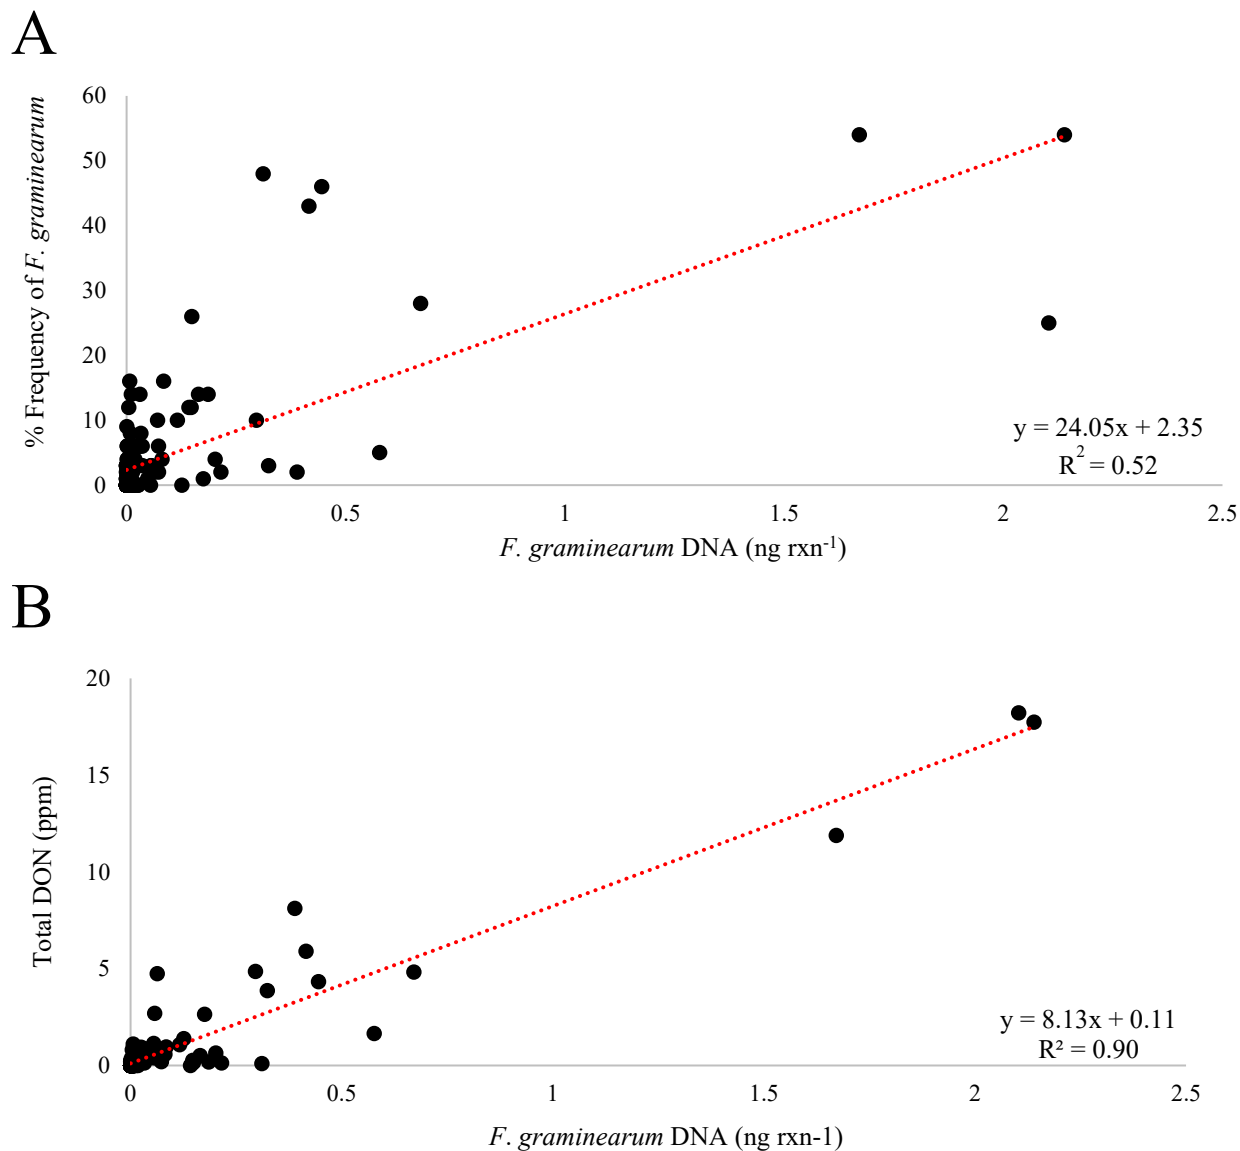 A
% Frequency of F. graminearum
60
50
40
30
20
10
0
y = 24.05x + 2.35
R² = 0.52
0 0.5 1 1.5 2 2.5
F. graminearum DNA (ng rxn⁻¹)
B
Total DON (ppm)
20
15
10
5
0
y = 8.13x + 0.11
R² = 0.90
0 0.5 1 1.5 2 2.5
F. graminearum DNA (ng rxn-1)